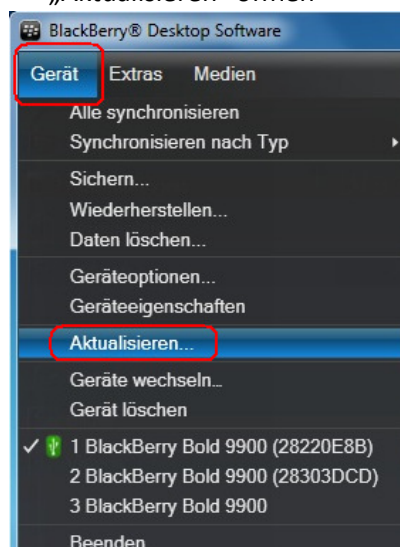 „Aktualisieren“ öffnen
BlackBerry® Desktop Software
Gerät Extras Medien
Alle synchronisieren
Synchronisieren nach Typ
Sichern...
Wiederherstellen...
Daten löschen...
Geräteoptionen...
Geräteeigenschaften
Aktualisieren...
Geräte wechseln...
Gerät löschen
1 BlackBerry Bold 9900 (28220E8B)
2 BlackBerry Bold 9900 (28303DCD)
3 BlackBerry Bold 9900
Beenden